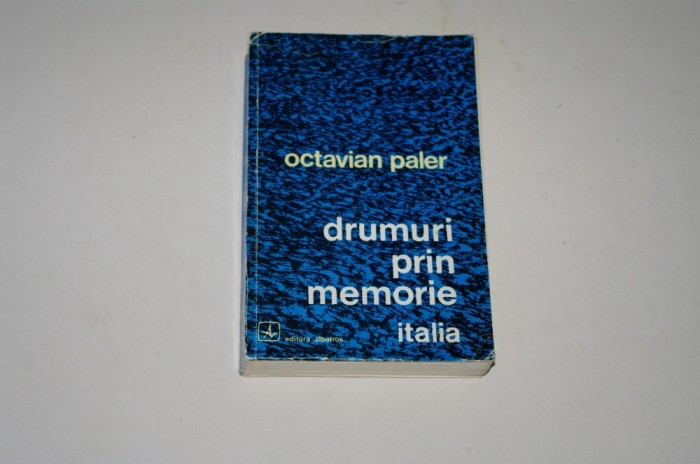 octavian paler
drumuri
prin
memorie
italia
editura albatros